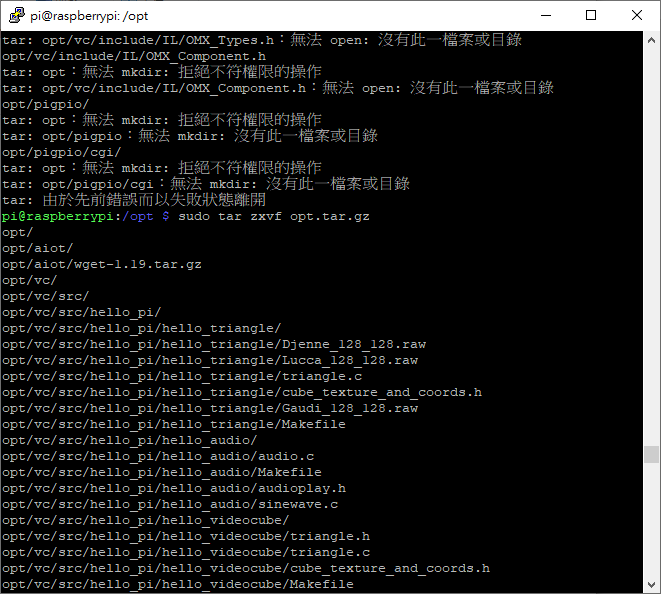 pi@raspberrypi: /opt
tar: opt/vc/include/IL/OMX_Types.h：無法 open: 沒有此一檔案或目錄
opt/vc/include/IL/OMX_Component.h
tar: opt：無法 mkdir: 拒絕不符權限的操作
tar: opt/vc/include/IL/OMX_Component.h：無法 open: 沒有此一檔案或目錄
opt/pigpio/
tar: opt：無法 mkdir: 拒絕不符權限的操作
tar: opt/pigpio：無法 mkdir: 沒有此一檔案或目錄
opt/pigpio/cgi/
tar: opt：無法 mkdir: 拒絕不符權限的操作
tar: opt/pigpio/cgi：無法 mkdir: 沒有此一檔案或目錄
tar: 由於先前錯誤而以失敗狀態離開
pi@raspberrypi:/opt $ sudo tar zxvf opt.tar.gz
opt/
opt/aiot/
opt/aiot/wget-1.19.tar.gz
opt/vc/
opt/vc/src/
opt/vc/src/hello_pi/
opt/vc/src/hello_pi/hello_triangle/
opt/vc/src/hello_pi/hello_triangle/Djenne_128_128.raw
opt/vc/src/hello_pi/hello_triangle/Lucca_128_128.raw
opt/vc/src/hello_pi/hello_triangle/triangle.c
opt/vc/src/hello_pi/hello_triangle/cube_texture_and_coords.h
opt/vc/src/hello_pi/hello_triangle/Gaudi_128_128.raw
opt/vc/src/hello_pi/hello_triangle/Makefile
opt/vc/src/hello_pi/hello_audio/
opt/vc/src/hello_pi/hello_audio/audio.c
opt/vc/src/hello_pi/hello_audio/Makefile
opt/vc/src/hello_pi/hello_audio/audioplay.h
opt/vc/src/hello_pi/hello_audio/sinewave.c
opt/vc/src/hello_pi/hello_videocube/
opt/vc/src/hello_pi/hello_videocube/triangle.h
opt/vc/src/hello_pi/hello_videocube/triangle.c
opt/vc/src/hello_pi/hello_videocube/cube_texture_and_coords.h
opt/vc/src/hello_pi/hello_videocube/Makefile